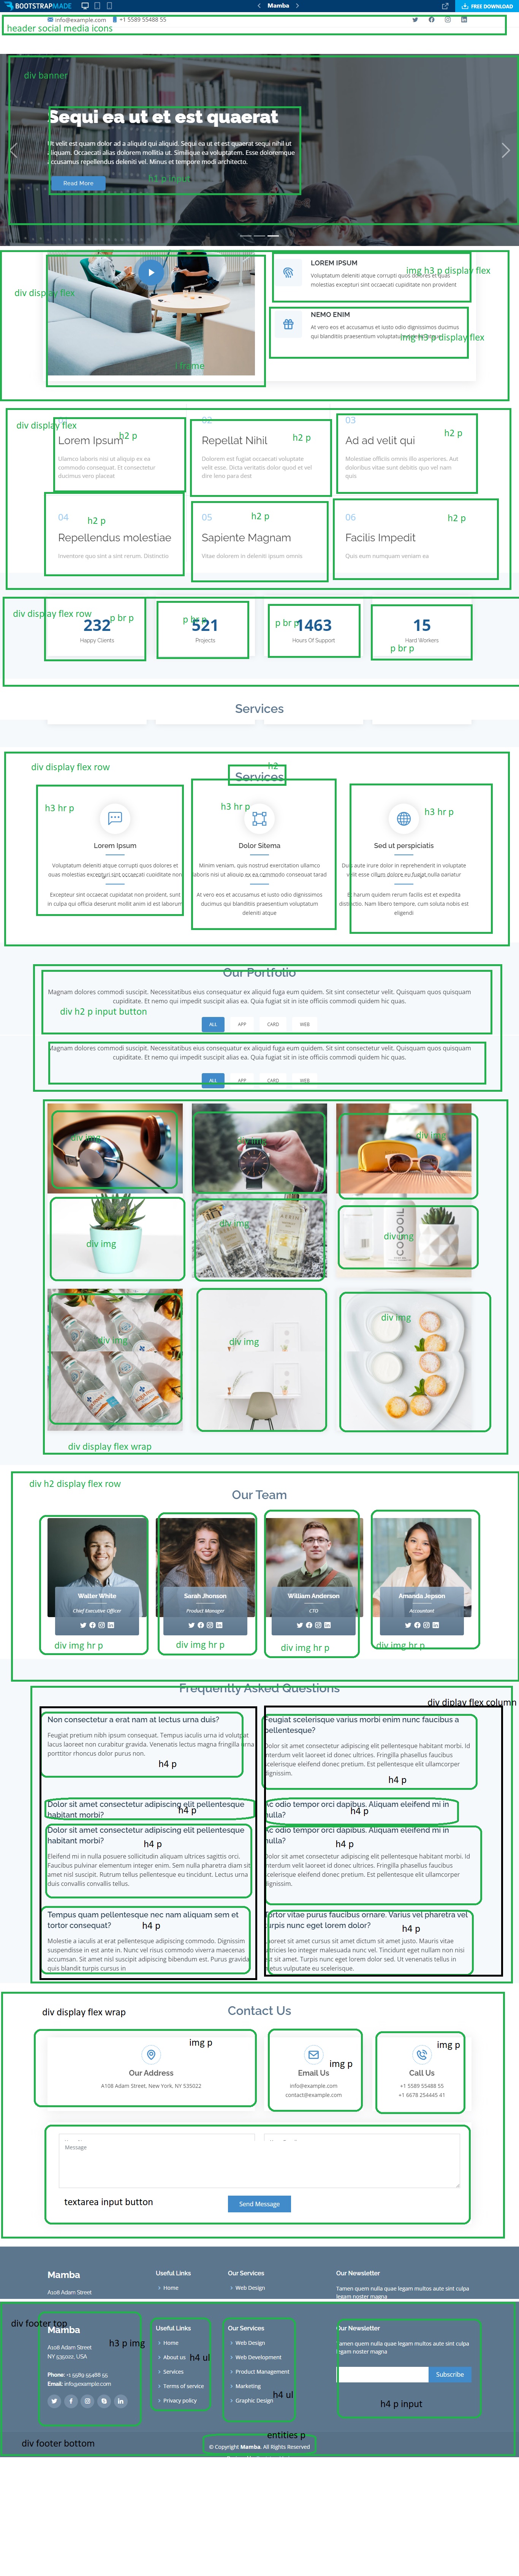 BOOTSTRAPMADE
Mamba
FREE DOWNLOAD
info@example.com +1 5589 55488 55
header social media icons
div banner
Sequi ea ut et est quaerat
Ut velit est quam dolor ad a aliquid qui aliquid. Sequi ea ut et est quaerat sequi nihil ut
aliquam. Occaecati alias dolorem mollitia ut. Similique ea voluptatem. Esse doloremque
accusamus repellendus deleniti vel. Minus et tempore modi architecto.
h1 p input
Read More
LOREM IPSUM
Voluptatum deleniti atque corrupti quos dolores et quas
molestias excepturi sint occaecati cupiditate non provident
img h3 p display flex
div display flex
NEMO ENIM
At vero eos et accusamus et iusto odio dignissimos ducimus
qui blanditiis praesentium voluptatum
img h3 p display flex
I frame
div display flex
02
03
Lorem Ipsum
h2 p
Repellat Nihil
h2 p
Ad ad velit qui
h2 p
Ulamco laboris nisi ut aliquip ex ea
commodo consequat. Et consectetur
ducimus vero placeat
Dolorem fugiat occaecati voluptate
velit esse. Dicta veritatis dolor quod et vel
dire leno para dest
Molestiae officiis omnis illo asperiores. Aut
doloribus vitae sunt debitis quo vel nam
quis
04
h2 p
05
h2 p
06
h2 p
Repellendus molestiae
Sapiente Magnam
Facilis Impedit
Inventore quo sint a sint rerum. Distinctio
Vitae dolorem in deleniti ipsum omnis
Quis eum numquam veniam ea
div display flex row
232
p br p
521
p br p
1463
p br p
15
Happy Clients
Projects
Hours Of Support
Hard Workers
p br p
Services
div display flex row
h2
Services
h3 hr p
h3 hr p
h3 hr p
Lorem Ipsum
Dolor Sitema
Sed ut perspiciatis
Voluptatum deleniti atque corrupti quos dolores et
quas molestias excepturi sint occaecati cupiditate non
Minim veniam, quis nostrud exercitation ullamco
laboris nisi ut aliquip ex ea commodo consequat tarad
Duis aute irure dolor in reprehenderit in voluptate
velit esse cillum dolore eu fugiat nulla pariatur
Excepteur sint occaecat cupidatat non proident, sunt
in culpa qui officia deserunt mollit anim id est laborum
At vero eos et accusamus et iusto odio dignissimos
ducimus qui blanditiis praesentium voluptatum
deleniti atque
Et harum quidem rerum facilis est et expedita
distinctio. Nam libero tempore, cum soluta nobis est
eligendi
Our Portfolio
Magnam dolores commodi suscipit. Necessitatibus eius consequatur ex aliquid fuga eum quidem. Sit sint consectetur velit. Quisquam quos quisquam
cupiditate. Et nemo qui impedit suscipit alias ea. Quia fugiat sit in iste officiis commodi quidem hic quas.
div h2 p input button
ALL APP CARD WEB
Magnam dolores commodi suscipit. Necessitatibus eius consequatur ex aliquid fuga eum quidem. Sit sint consectetur velit. Quisquam quos quisquam
cupiditate. Et nemo qui impedit suscipit alias ea. Quia fugiat sit in iste officiis commodi quidem hic quas.
ALL APP CARD WEB
div img
div img
div img
div img
div img
div img
div img
div img
div img
div display flex wrap
div h2 display flex row
Our Team
Walter White
Sarah Jhonson
William Anderson
Amanda Jepson
Chief Executive Officer
Product Manager
CTO
Accountant
div img hr p
div img hr p
div img hr p
div img hr p
Frequently Asked Questions
div diplay flex column
Non consectetur a erat nam at lectus urna duis?
Feugiat pretium nibh ipsum consequat. Tempus iaculis urna id volutpat
lacus laoreet non curabitur gravida. Venenatis lectus magna fringilla urna
porttitor rhoncus dolor purus non.
h4 p
Feugiat scelerisque varius morbi enim nunc faucibus a
pellentesque?
Dolor sit amet consectetur adipiscing elit pellentesque habitant morbi. Id
interdum velit laoreet id donec ultrices. Fringilla phasellus faucibus
scelerisque eleifend donec pretium. Est pellentesque elit ullamcorper
dignissim.
h4 p
Dolor sit amet consectetur adipiscing elit pellentesque
habitant morbi?
h4 p
Ac odio tempor orci dapibus. Aliquam eleifend mi in
nulla?
h4 p
Dolor sit amet consectetur adipiscing elit pellentesque
habitant morbi?
h4 p
Eleifend mi in nulla posuere sollicitudin aliquam ultrices sagittis orci.
Faucibus pulvinar elementum integer enim. Sem nulla pharetra diam sit
amet nisl suscipit. Rutrum tellus pellentesque eu tincidunt. Lectus urna
duis convallis convallis tellus.
Ac odio tempor orci dapibus. Aliquam eleifend mi in
nulla?
h4 p
Dolor sit amet consectetur adipiscing elit pellentesque habitant morbi. Id
interdum velit laoreet id donec ultrices. Fringilla phasellus faucibus
scelerisque eleifend donec pretium. Est pellentesque elit ullamcorper
dignissim.
Tempus quam pellentesque nec nam aliquam sem et
tortor consequat?
h4 p
Molestie a iaculis at erat pellentesque adipiscing commodo. Dignissim
suspendisse in est ante in. Nunc vel risus commodo viverra maecenas
accumsan. Sit amet nisl suscipit adipiscing bibendum est. Purus gravida
quis blandit turpis cursus in
Tortor vitae purus faucibus ornare. Varius vel pharetra vel
turpis nunc eget lorem dolor?
h4 p
Laoreet sit amet cursus sit amet dictum sit amet justo. Mauris vitae
ultricies leo integer malesuada nunc vel. Tincidunt eget nullam non nisi
est sit amet. Turpis nunc eget lorem dolor sed. Ut venenatis tellus in
metus vulputate eu scelerisque.
div display flex wrap
Contact Us
img p
img p
img p
Our Address
Email Us
Call Us
A108 Adam Street, New York, NY 535022
info@example.com
contact@example.com
+1 5589 55488 55
+1 6678 254445 41
Message
textarea input button
Send Message
Mamba
Useful Links
Our Services
Our Newsletter
A108 Adam Street
Home
Web Design
Tamen quem nulla quae legam multos aute sint culpa
legam noster magna
div footer top
Mamba
h3 p img
A108 Adam Street
NY 535022, USA
Phone: +1 5589 55488 55
Email: info@example.com
Useful Links
Home
About us
Services
Terms of service
Privacy policy
h4 ul
Our Services
Web Design
Web Development
Product Management
Marketing
Graphic Design
h4 ul
Our Newsletter
Tamen quem nulla quae legam multos aute sint culpa
legam noster magna
Subscribe
h4 p input
entities p
div footer bottom
© Copyright Mamba. All Rights Reserved